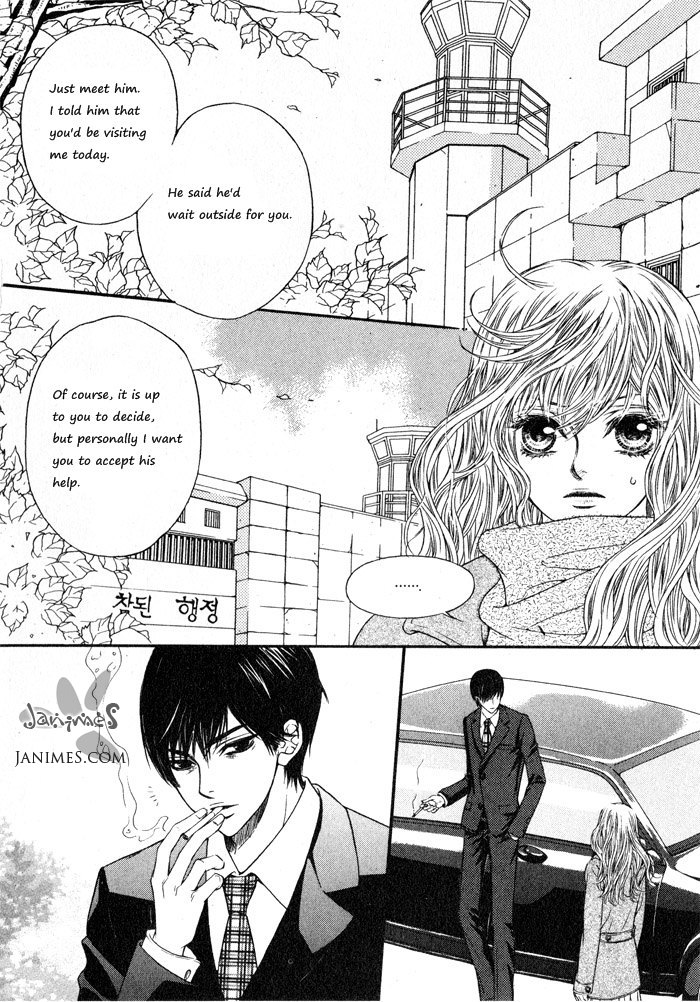 Just meet him.
I told him that
you'd be visiting
me today.
He said he'd
wait outside for you.
Of course, it is up
to you to decide,
but personally I want
you to accept his
help.
.......
참된 행정
Janimes
JANIMES.COM